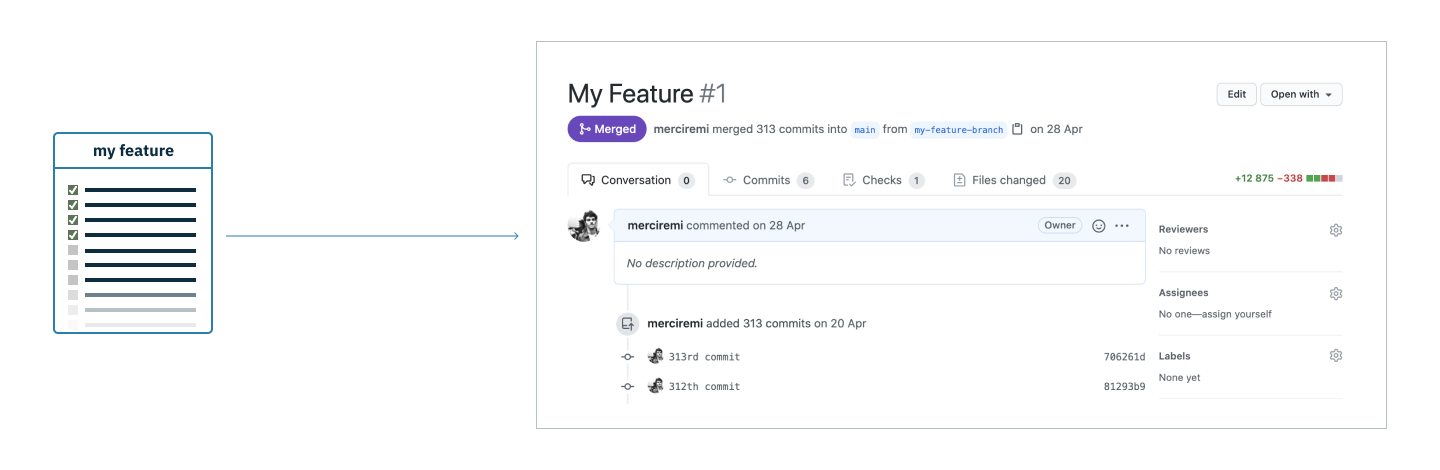 my feature
My Feature #1
Edit
Open with
Merged
merciremi merged 313 commits into main from my-feature-branch on 28 Apr
Conversation 0
Commits 6
Checks 1
Files changed 20
+12 875 −338
merciremi commented on 28 Apr
Owner
No description provided.
merciremi added 313 commits on 20 Apr
313rd commit
706261d
312th commit
81293b9
Reviewers
No reviews
Assignees
No one—assign yourself
Labels
None yet